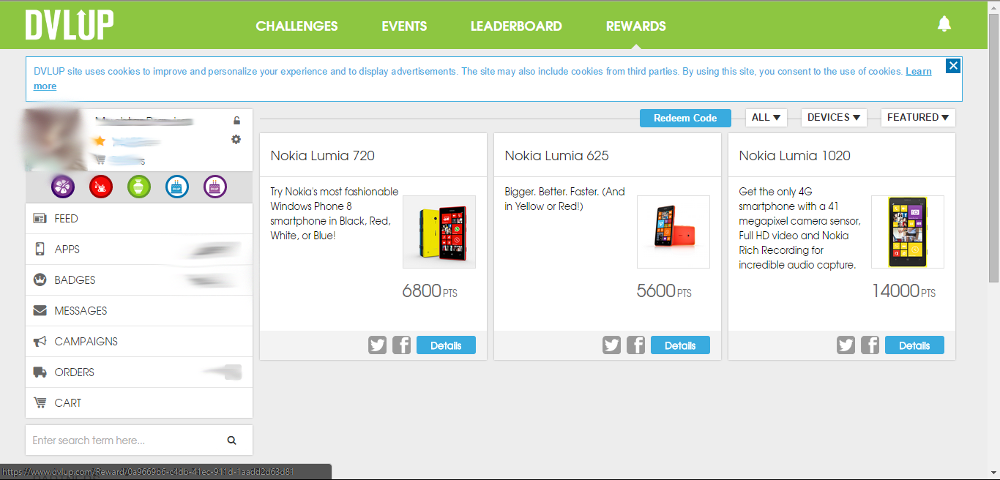 DVLUP
CHALLENGES
EVENTS
LEADERBOARD
REWARDS
DVLUP site uses cookies to improve and personalize your experience and to display advertisements. The site may also include cookies from third parties. By using this site, you consent to the use of cookies. Learn
more
FEED
APPS
BADGES
MESSAGES
CAMPAIGNS
ORDERS
CART
Enter search term here...
Redeem Code
ALL ▼
DEVICES ▼
FEATURED ▼
Nokia Lumia 720
Try Nokia's most fashionable
Windows Phone 8
smartphone in Black, Red,
White, or Blue!
6800 PTS
Details
Nokia Lumia 625
Bigger. Better. Faster. (And
in Yellow or Red!)
5600 PTS
Details
Nokia Lumia 1020
Get the only 4G
smartphone with a 41
megapixel camera sensor,
Full HD video and Nokia
Rich Recording for
incredible audio capture.
14000 PTS
Details
https://www.dvlup.com/Reward/0a9669b6-c4db-41ec-911d-1aadd2d63d81